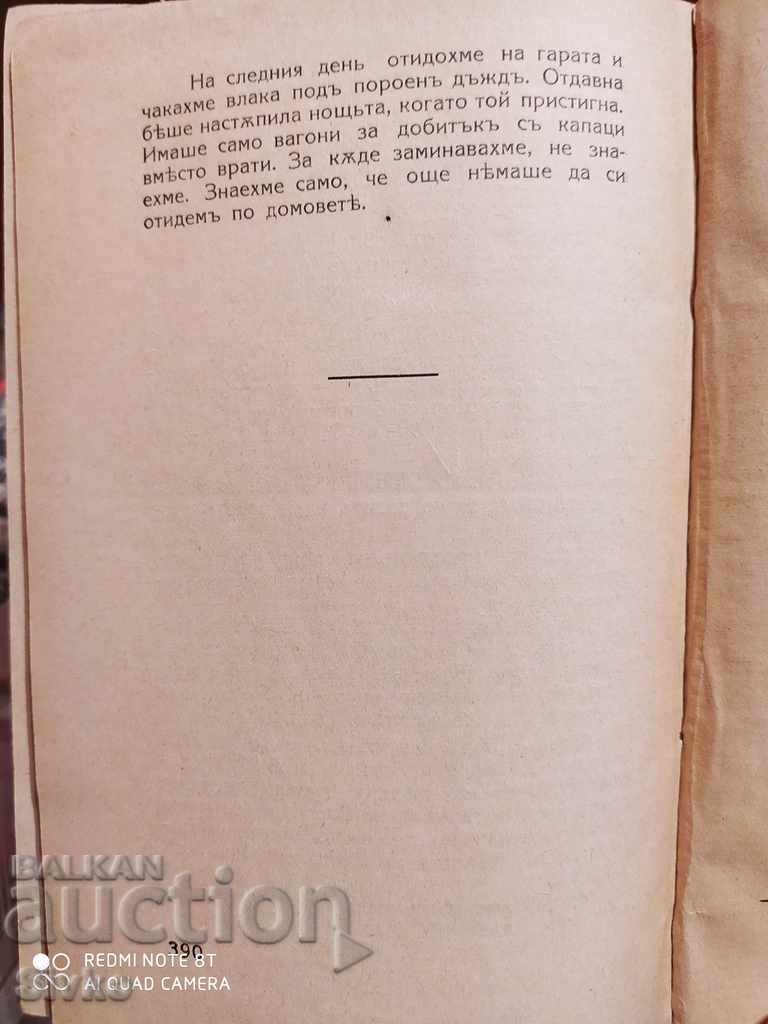 На следния день отидохме на гарата и
чакахме влака подъ пороенъ дъждъ. Отдавна
бѣше настѫпила нощьта, когато той пристигна.
Имаше само вагони за добитъкъ съ капаци
вмѣсто врати. За кѫде заминавахме, не зна-
ехме. Знаехме само, че още нѣмаше да си
отидемъ по домоветѣ.
BALKAN
auction
390
REDMI NOTE 8T
AI QUAD CAMERA
Sivko